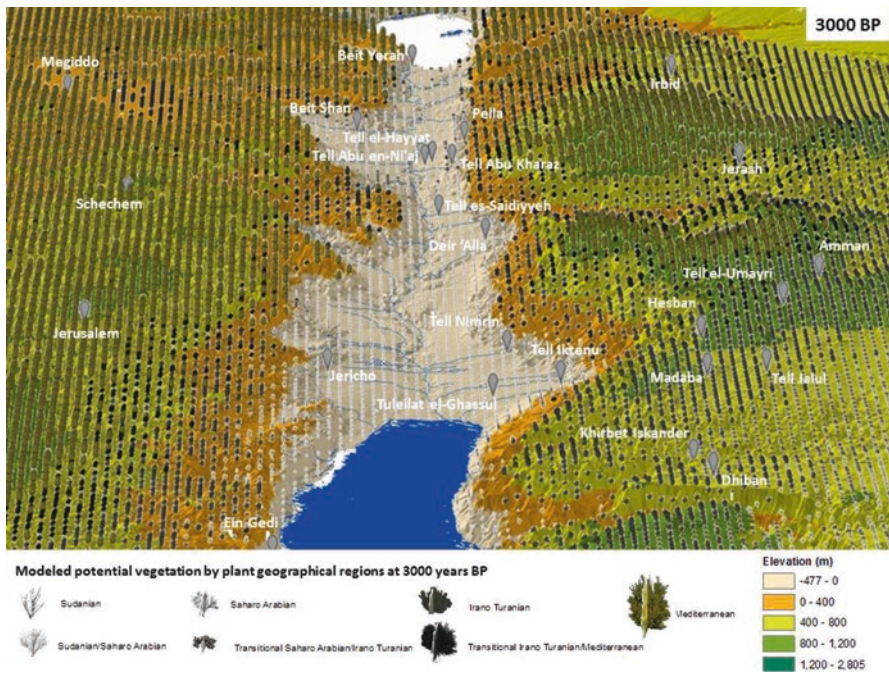 3000 BP
Beit Yerah
Megiddo
Irbid
Beit Shan
Pella
Tell el-Hayyat
Tell Abu en-Ni'aj
Tell Abu Kharaz
Jerash
Schechem
Tell es-Saidiyyeh
Deir 'Alla
Amman
Tell el-Umayri
Hesban
Jerusalem
Tell Nimrin
Tell Iktenu
Jericho
Madaba
Tell Jalul
Tuleilat el-Ghassul
Khirbet Iskander
Dhiban
i
Ein Gedi
Modeled potential vegetation by plant geographical regions at 3000 years BP
Sudanian
Saharo Arabian
Irano Turanian
Mediterranean
Sudanian/Saharo Arabian
Transitional Saharo Arabian/Irano Turanian
Transitional Irano Turanian/Mediterranean
Elevation (m)
-477 - 0
0 - 400
400 - 800
800 - 1,200
1,200 - 2,805